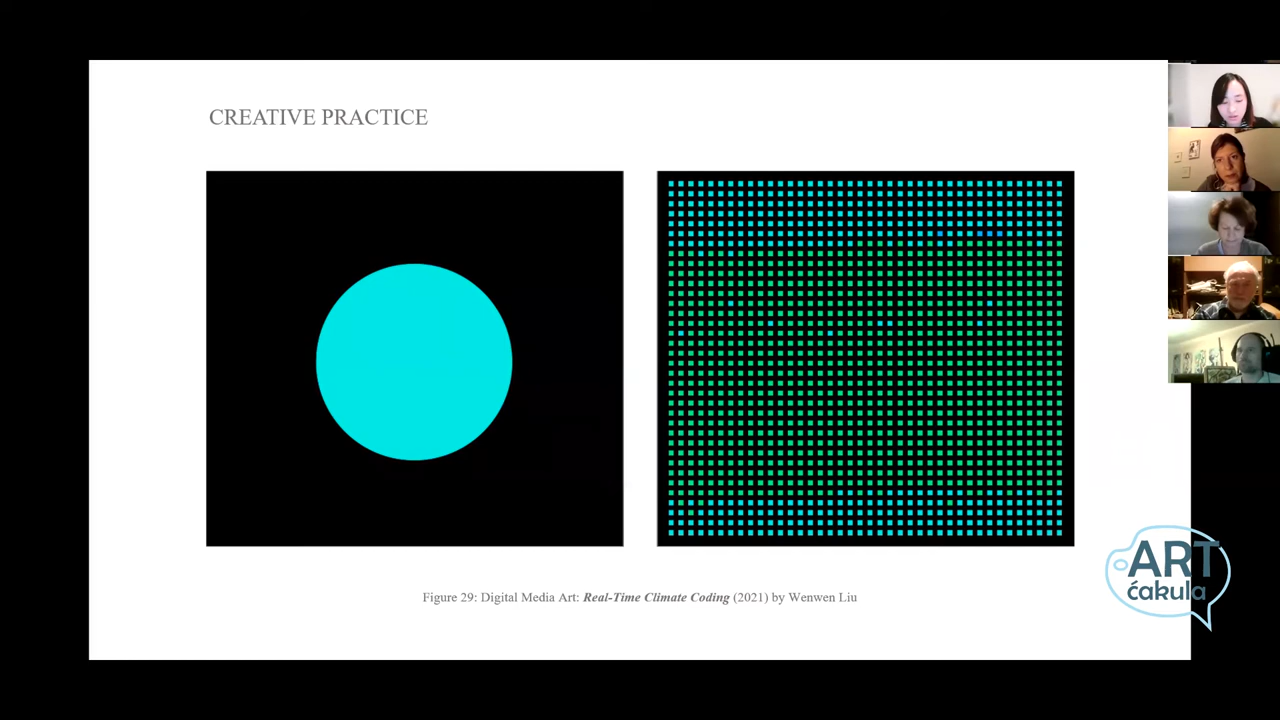 CREATIVE PRACTICE
Figure 29: Digital Media Art: Real-Time Climate Coding (2021) by Wenwen Liu
ART
ćakula